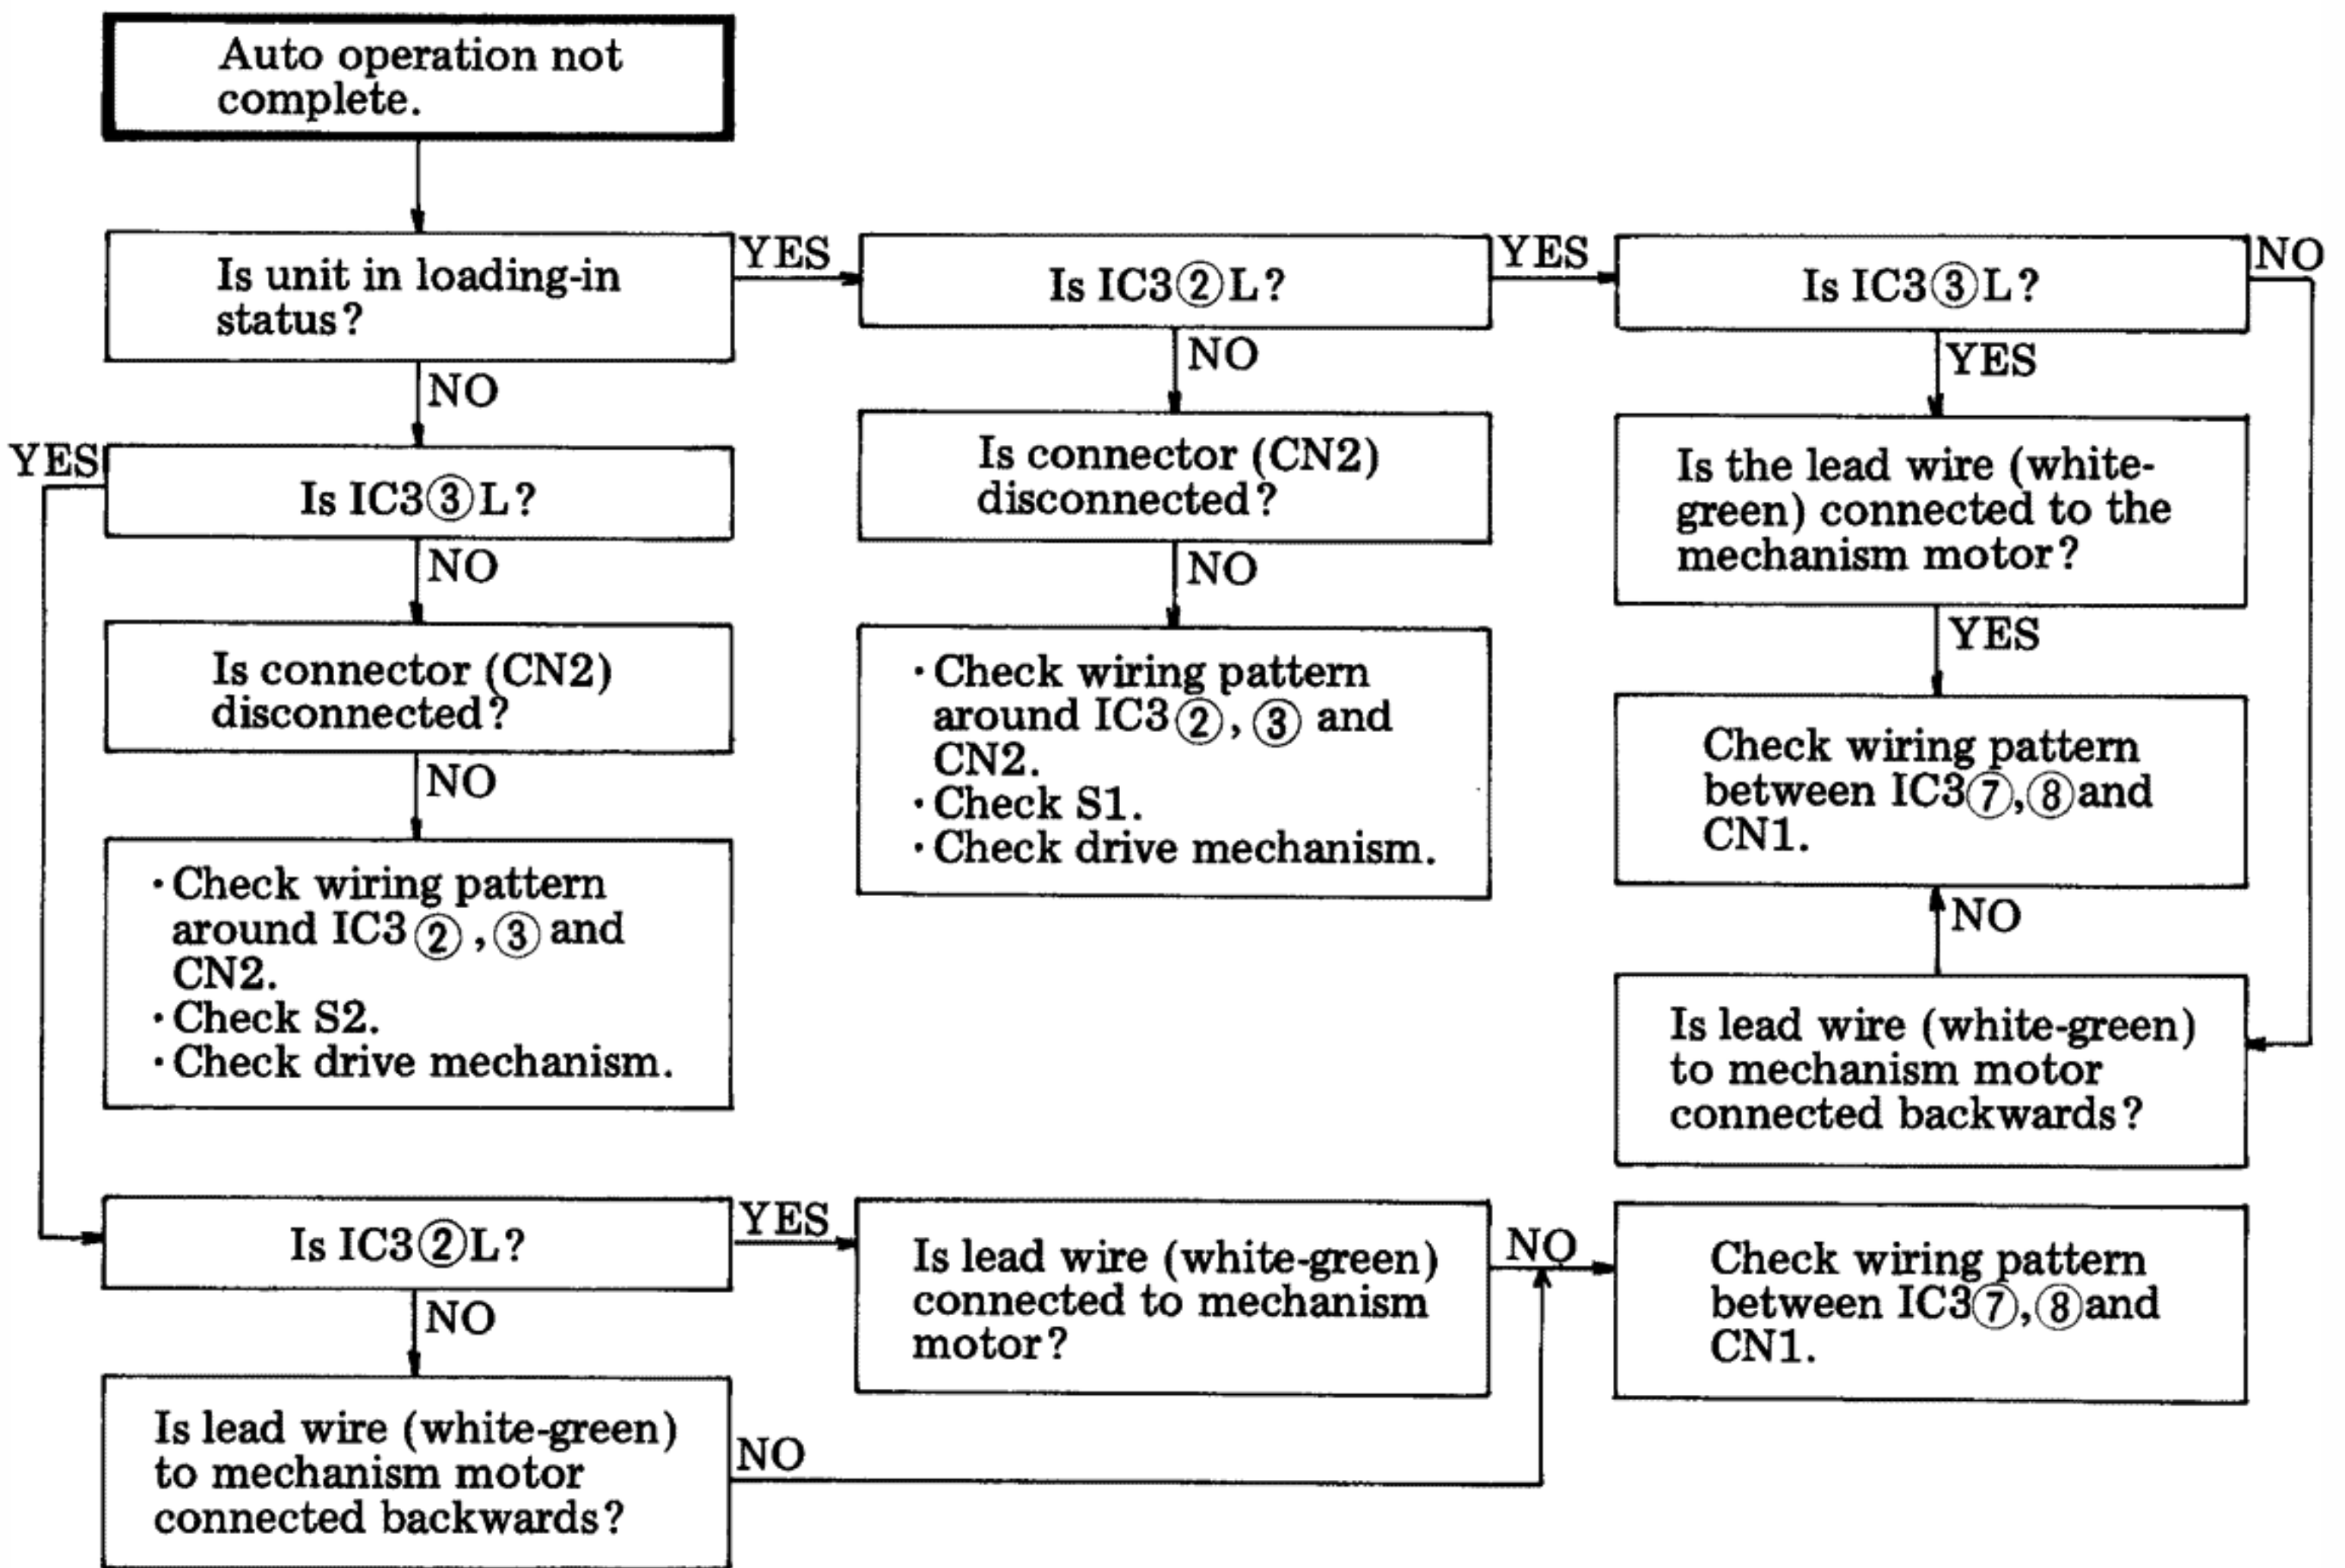 Auto operation not
complete.
Is unit in loading-in
status?
YES
Is IC3②L?
YES
Is IC3③L?
NO
NO
YES
Is IC3③L?
NO
Is connector (CN2)
disconnected?
NO
Is connector (CN2)
disconnected?
NO
· Check wiring pattern
around IC3②, ③ and
CN2.
· Check S1.
· Check drive mechanism.
YES
Is the lead wire (white-
green) connected to the
mechanism motor?
YES
Check wiring pattern
between IC3⑦,⑧and
CN1.
NO
Is lead wire (white-green)
to mechanism motor
connected backwards?
NO
· Check wiring pattern
around IC3②,③ and
CN2.
· Check S2.
· Check drive mechanism.
Is IC3②L?
YES
Is lead wire (white-green)
connected to mechanism
motor?
NO
Check wiring pattern
between IC3⑦,⑧and
CN1.
NO
Is lead wire (white-green)
to mechanism motor
connected backwards?
NO